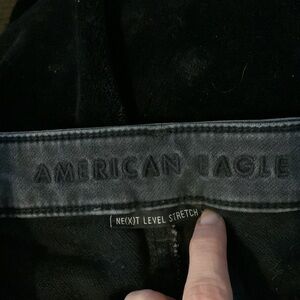 AMERICAN EAGLE
NE(X)T LEVEL STRETCH